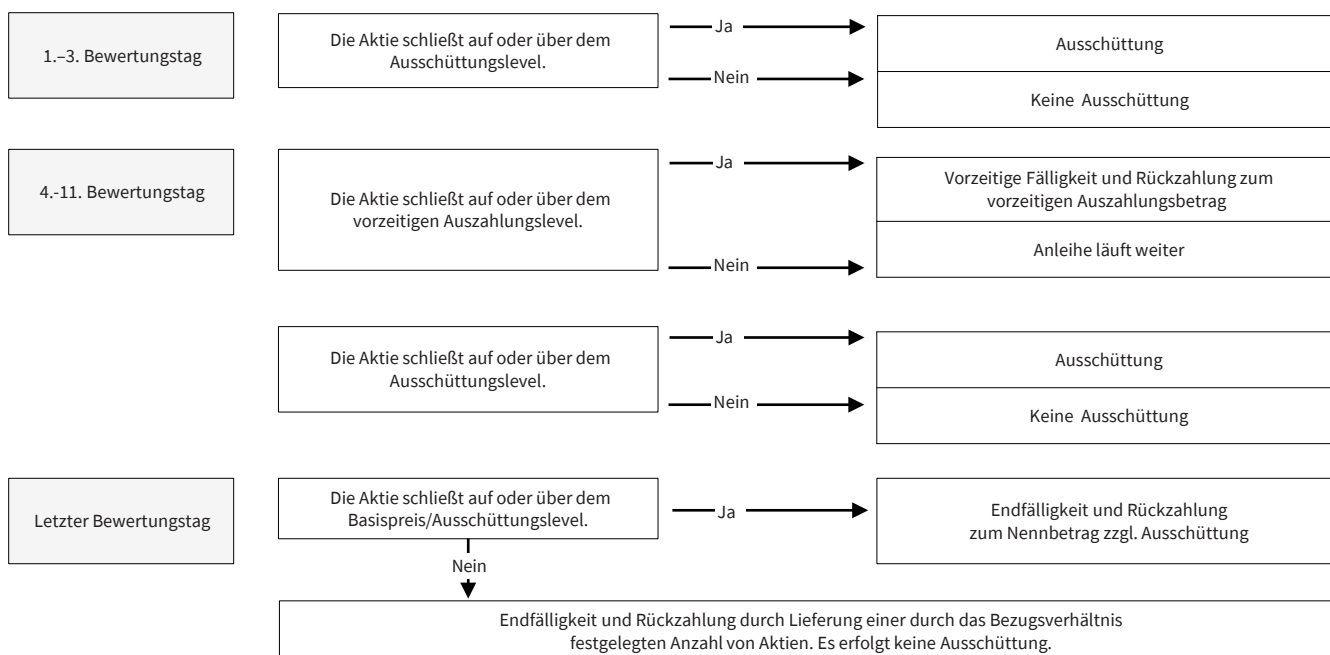 1.–3. Bewertungstag
Die Aktie schließt auf oder über dem
Ausschüttungslevel.
Ja
Nein
Ausschüttung
Keine Ausschüttung
4.-11. Bewertungstag
Die Aktie schließt auf oder über dem
vorzeitigen Auszahlungslevel.
Ja
Nein
Vorzeitige Fälligkeit und Rückzahlung zum
vorzeitigen Auszahlungsbetrag
Anleihe läuft weiter
Die Aktie schließt auf oder über dem
Ausschüttungslevel.
Ja
Nein
Ausschüttung
Keine Ausschüttung
Letzter Bewertungstag
Die Aktie schließt auf oder über dem
Basispreis/Ausschüttungslevel.
Ja
Endfälligkeit und Rückzahlung
zum Nennbetrag zzgl. Ausschüttung
Nein
Endfälligkeit und Rückzahlung durch Lieferung einer durch das Bezugsverhältnis
festgelegten Anzahl von Aktien. Es erfolgt keine Ausschüttung.